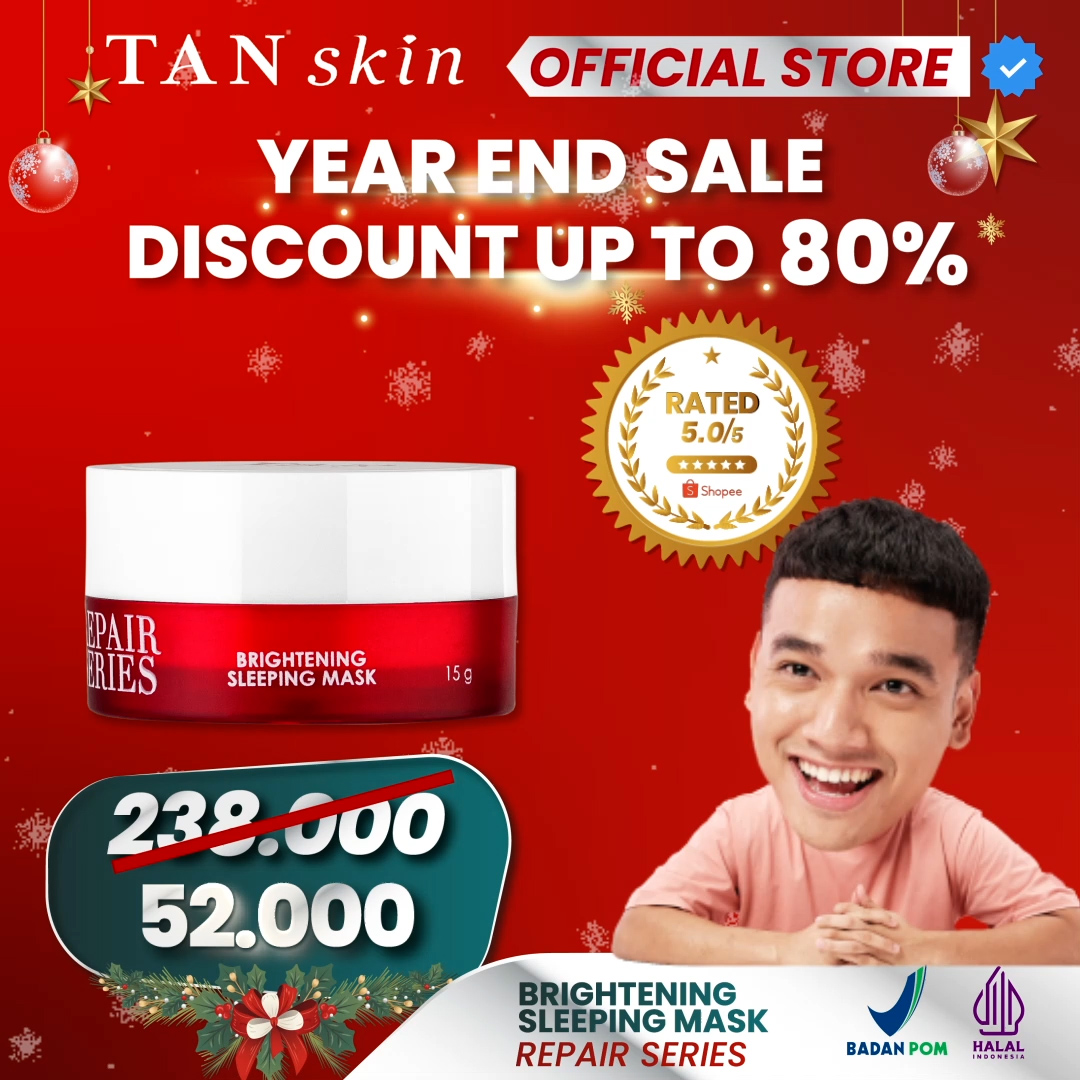 TAN skin
OFFICIAL STORE
YEAR END SALE
DISCOUNT UP TO 80%
RATED
5.0/5
Shopee
EPAIR
ERIES
BRIGHTENING
SLEEPING MASK
15 g
238.000
52.000
BRIGHTENING
SLEEPING MASK
REPAIR SERIES
BADAN POM
HALAL
INDONESIA